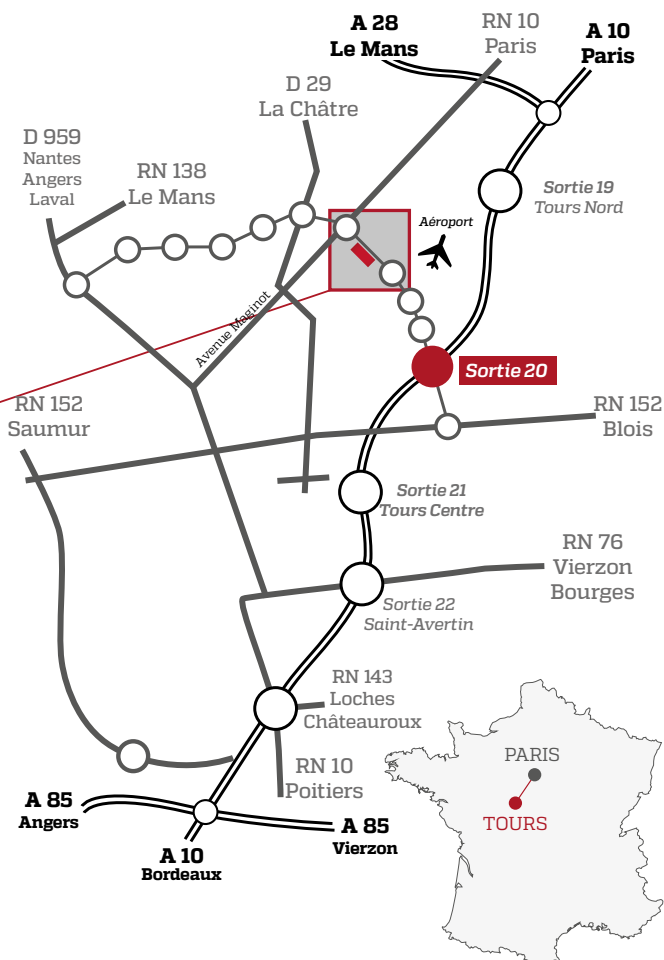 A 28
Le Mans
RN 10
Paris
A 10
Paris
D 29
La Châtre
D 959
Nantes
Angers
Laval
RN 138
Le Mans
Sortie 19
Tours Nord
Aéroport
Avenue Maginot
Sortie 20
RN 152
Saumur
RN 152
Blois
Sortie 21
Tours Centre
RN 76
Vierzon
Bourges
Sortie 22
Saint-Avertin
RN 143
Loches
Châteauroux
RN 10
Poitiers
A 85
Angers
A 10
Bordeaux
A 85
Vierzon
PARIS
TOURS